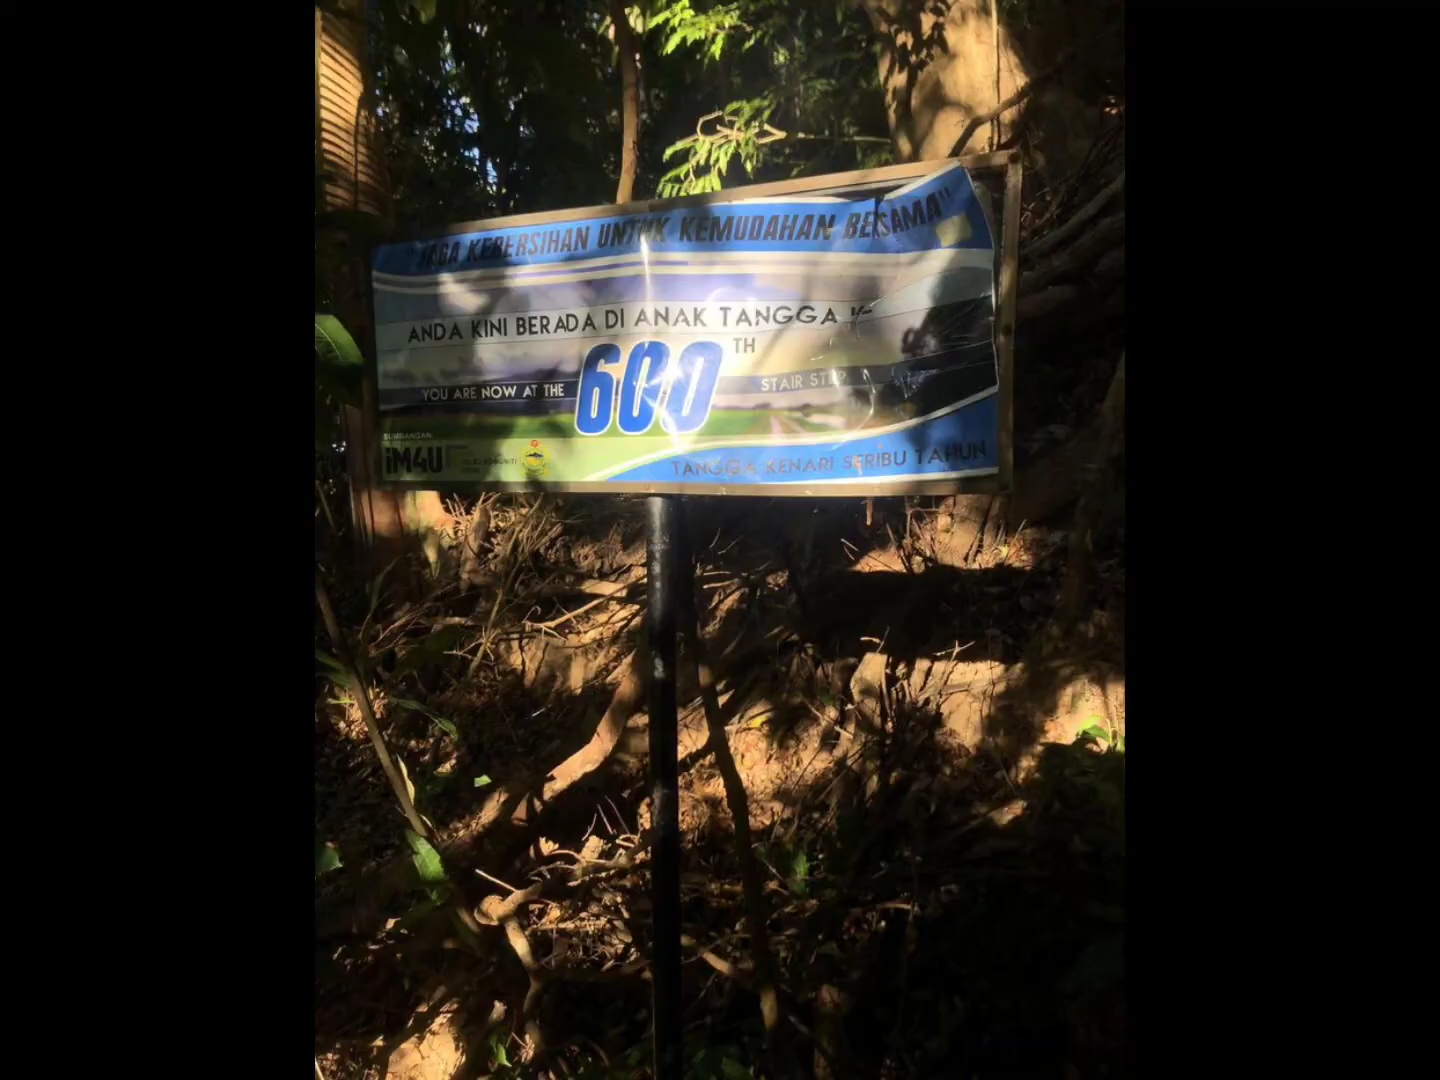 "JAGA KEBERSIHAN UNTUK KEMUDAHAN BERSAMA"
ANDA KINI BERADA DI ANAK TANGGA
600TH
YOU ARE NOW AT THE STAIR STEP
SUMBANGAN:
iM4U
TANGGA KENARI SERIBU TAHUN